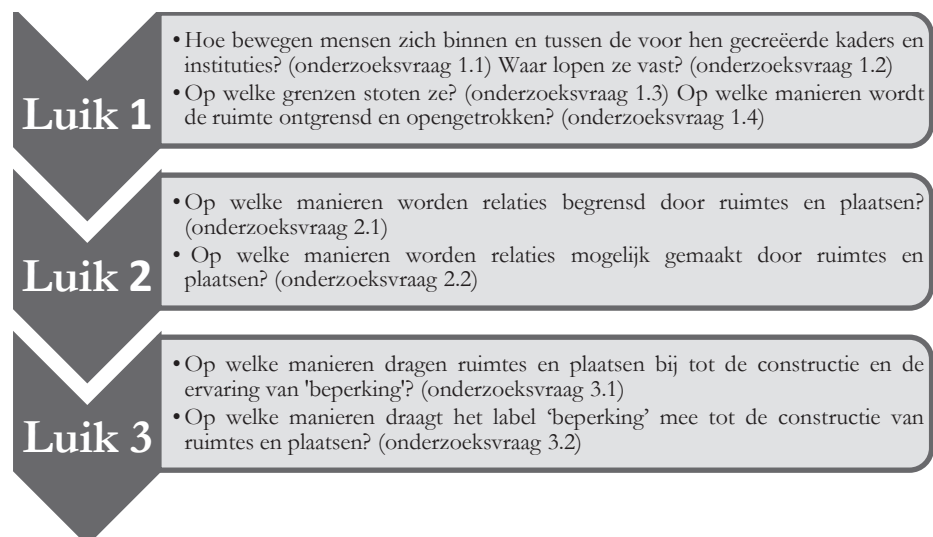 Luik 1
• Hoe bewegen mensen zich binnen en tussen de voor hen gecreëerde kaders en
instituties? (onderzoeksvraag 1.1) Waar lopen ze vast? (onderzoeksvraag 1.2)
• Op welke grenzen stoten ze? (onderzoeksvraag 1.3) Op welke manieren wordt
de ruimte ontgrensd en opengetrokken? (onderzoeksvraag 1.4)
Luik 2
• Op welke manieren worden relaties begrensd door ruimtes en plaatsen?
(onderzoeksvraag 2.1)
• Op welke manieren worden relaties mogelijk gemaakt door ruimtes en
plaatsen? (onderzoeksvraag 2.2)
Luik 3
• Op welke manieren dragen ruimtes en plaatsen bij tot de constructie en de
ervaring van 'beperking'? (onderzoeksvraag 3.1)
• Op welke manieren draagt het label ‘beperking’ mee tot de constructie van
ruimtes en plaatsen? (onderzoeksvraag 3.2)